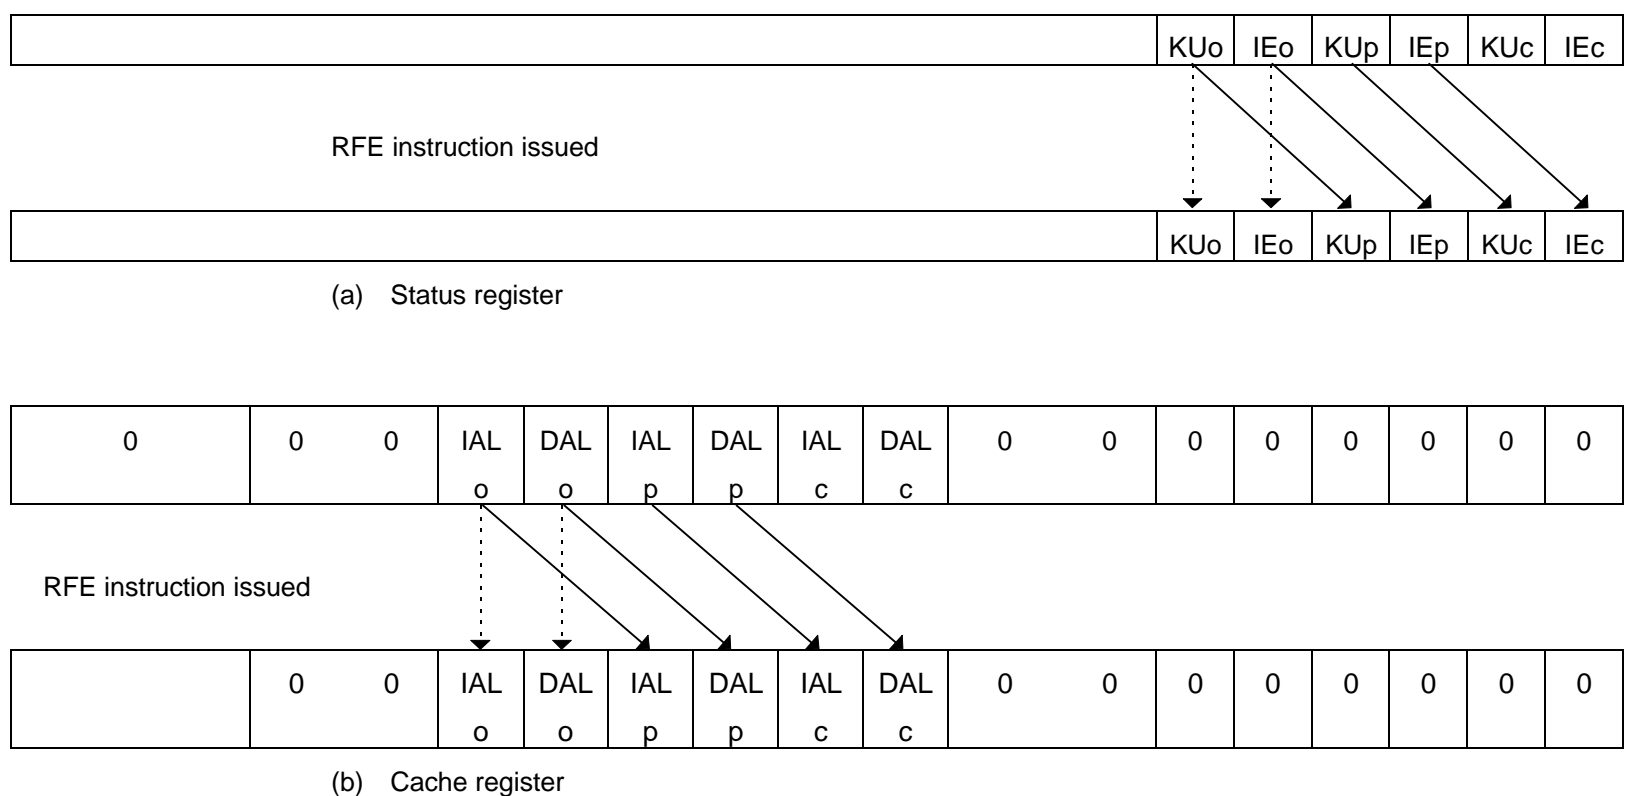 KUo IEo KUp IEp KUc IEc
RFE instruction issued
KUo IEo KUp IEp KUc IEc
(a) Status register
0 0 0 IAL DAL IAL DAL IAL DAL 0 0 0 0 0 0 0 0
o o p p c c
RFE instruction issued
0 0 IAL DAL IAL DAL IAL DAL 0 0 0 0 0 0 0 0
o o p p c c
(b) Cache register